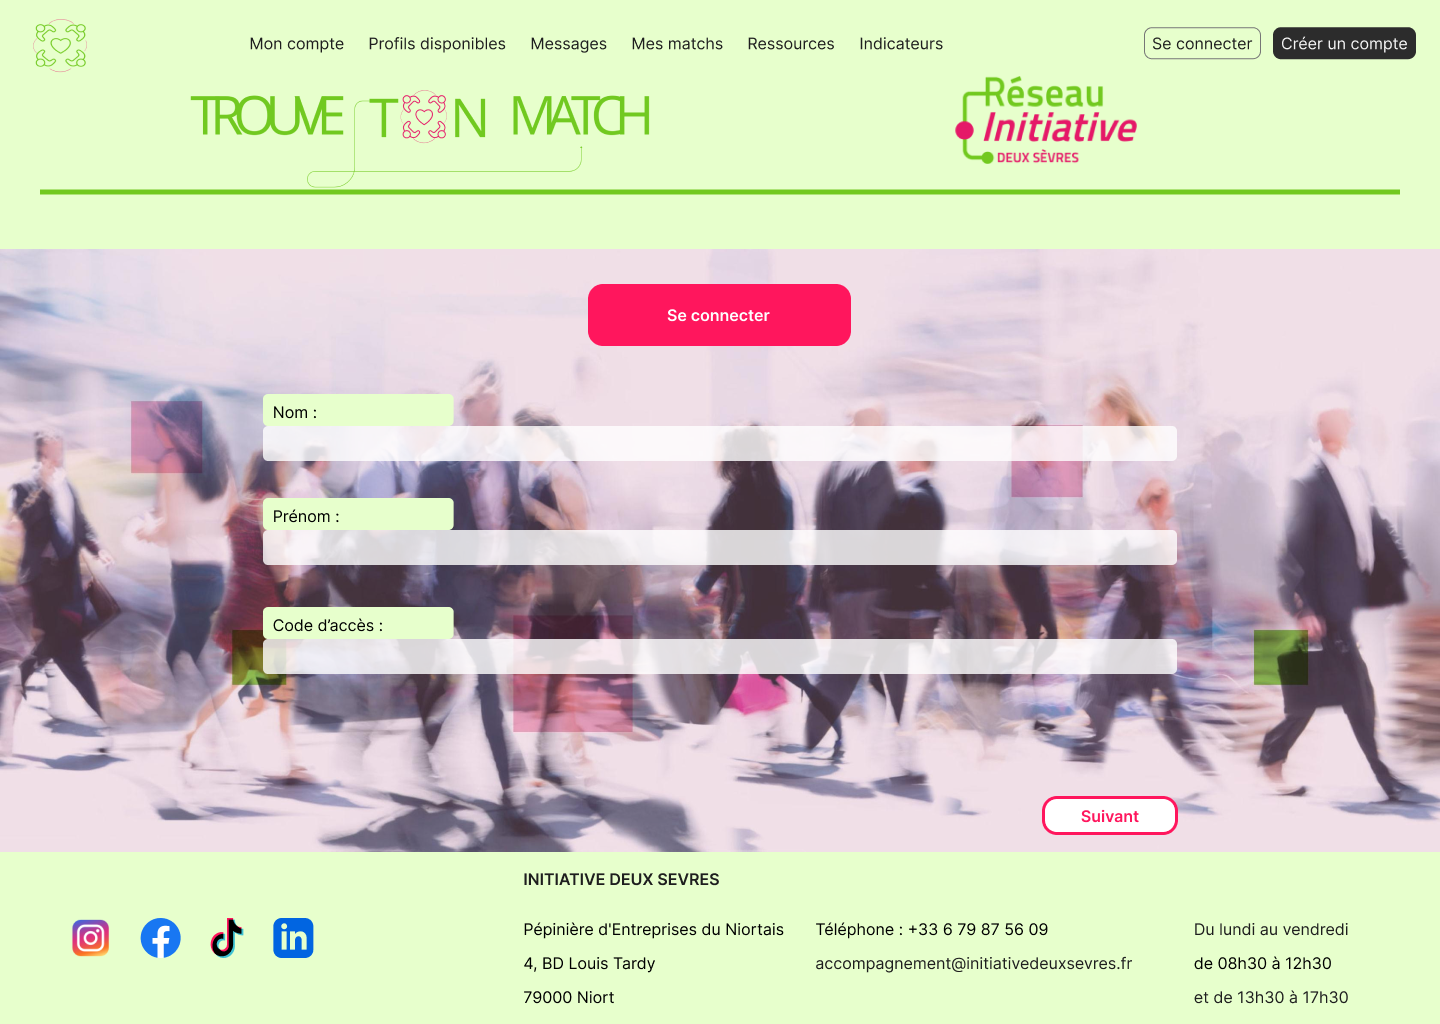 Mon compte Profils disponibles Messages Mes matchs Ressources Indicateurs Se connecter Créer un compte
TROUVE TON MATCH
Réseau
Initiative
DEUX SÈVRES
Se connecter
Nom :
Prénom :
Code d’accès :
Suivant
INITIATIVE DEUX SEVRES
Pépinière d'Entreprises du Niortais
4, BD Louis Tardy
79000 Niort
Téléphone : +33 6 79 87 56 09
accompagnement@initiativedeuxsevres.fr
Du lundi au vendredi
de 08h30 à 12h30
et de 13h30 à 17h30